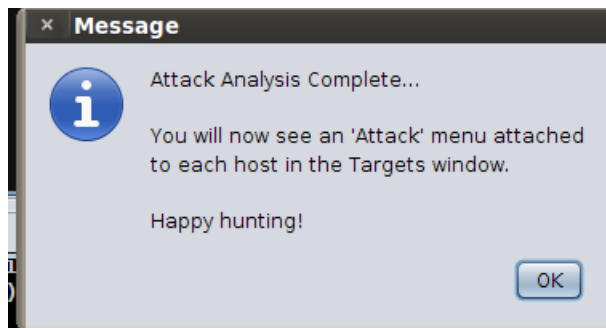 × Message
Attack Analysis Complete...
You will now see an 'Attack' menu attached
to each host in the Targets window.
Happy hunting!
OK